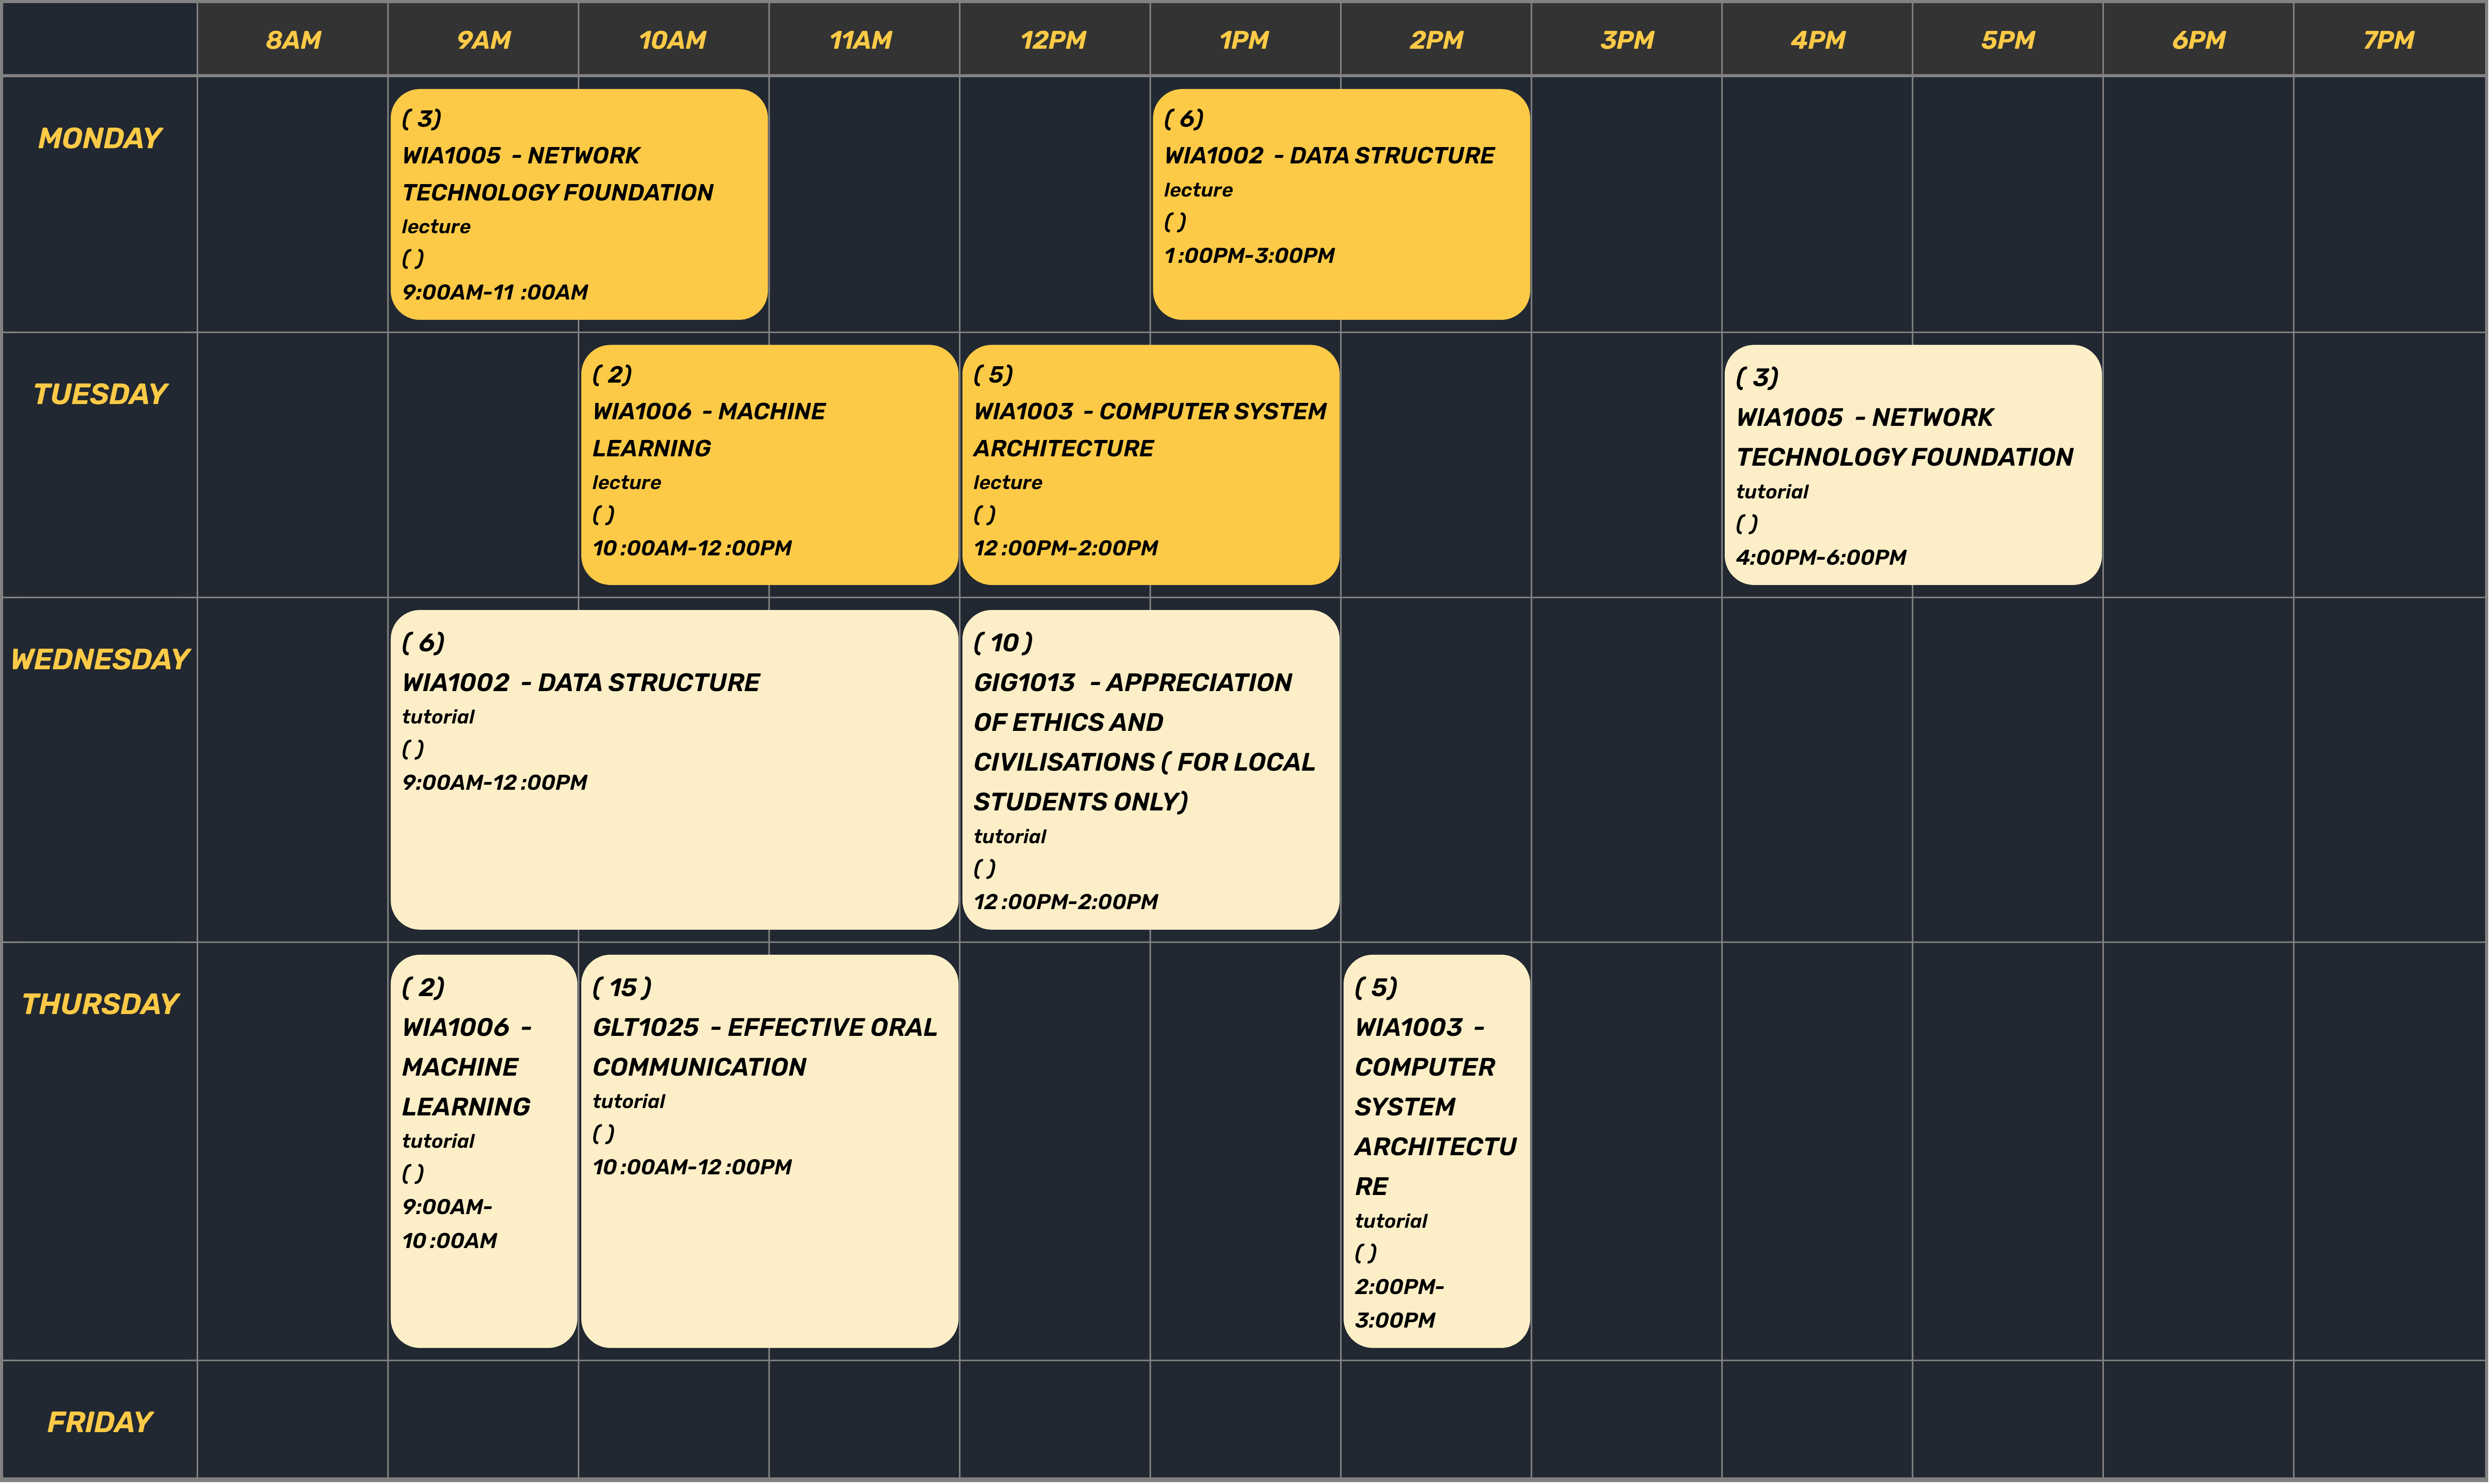 8AM 9AM 10AM 11AM 12PM 1PM 2PM 3PM 4PM 5PM 6PM 7PM
MONDAY
( 3)
WIA1005 - NETWORK
TECHNOLOGY FOUNDATION
lecture
( )
9:00AM-11 :00AM
( 6)
WIA1002 - DATA STRUCTURE
lecture
( )
1 :00PM-3:00PM
TUESDAY
( 2)
WIA1006 - MACHINE
LEARNING
lecture
( )
10 :00AM-12 :00PM
( 5)
WIA1003 - COMPUTER SYSTEM
ARCHITECTURE
lecture
( )
12 :00PM-2:00PM
( 3)
WIA1005 - NETWORK
TECHNOLOGY FOUNDATION
tutorial
( )
4:00PM-6:00PM
WEDNESDAY
( 6)
WIA1002 - DATA STRUCTURE
tutorial
( )
9:00AM-12 :00PM
( 10 )
GIG1013 - APPRECIATION
OF ETHICS AND
CIVILISATIONS ( FOR LOCAL
STUDENTS ONLY)
tutorial
( )
12 :00PM-2:00PM
THURSDAY
( 2)
WIA1006 -
MACHINE
LEARNING
tutorial
( )
9:00AM-
10 :00AM
( 15 )
GLT1025 - EFFECTIVE ORAL
COMMUNICATION
tutorial
( )
10 :00AM-12 :00PM
( 5)
WIA1003 -
COMPUTER
SYSTEM
ARCHITECTU
RE
tutorial
( )
2:00PM-
3:00PM
FRIDAY